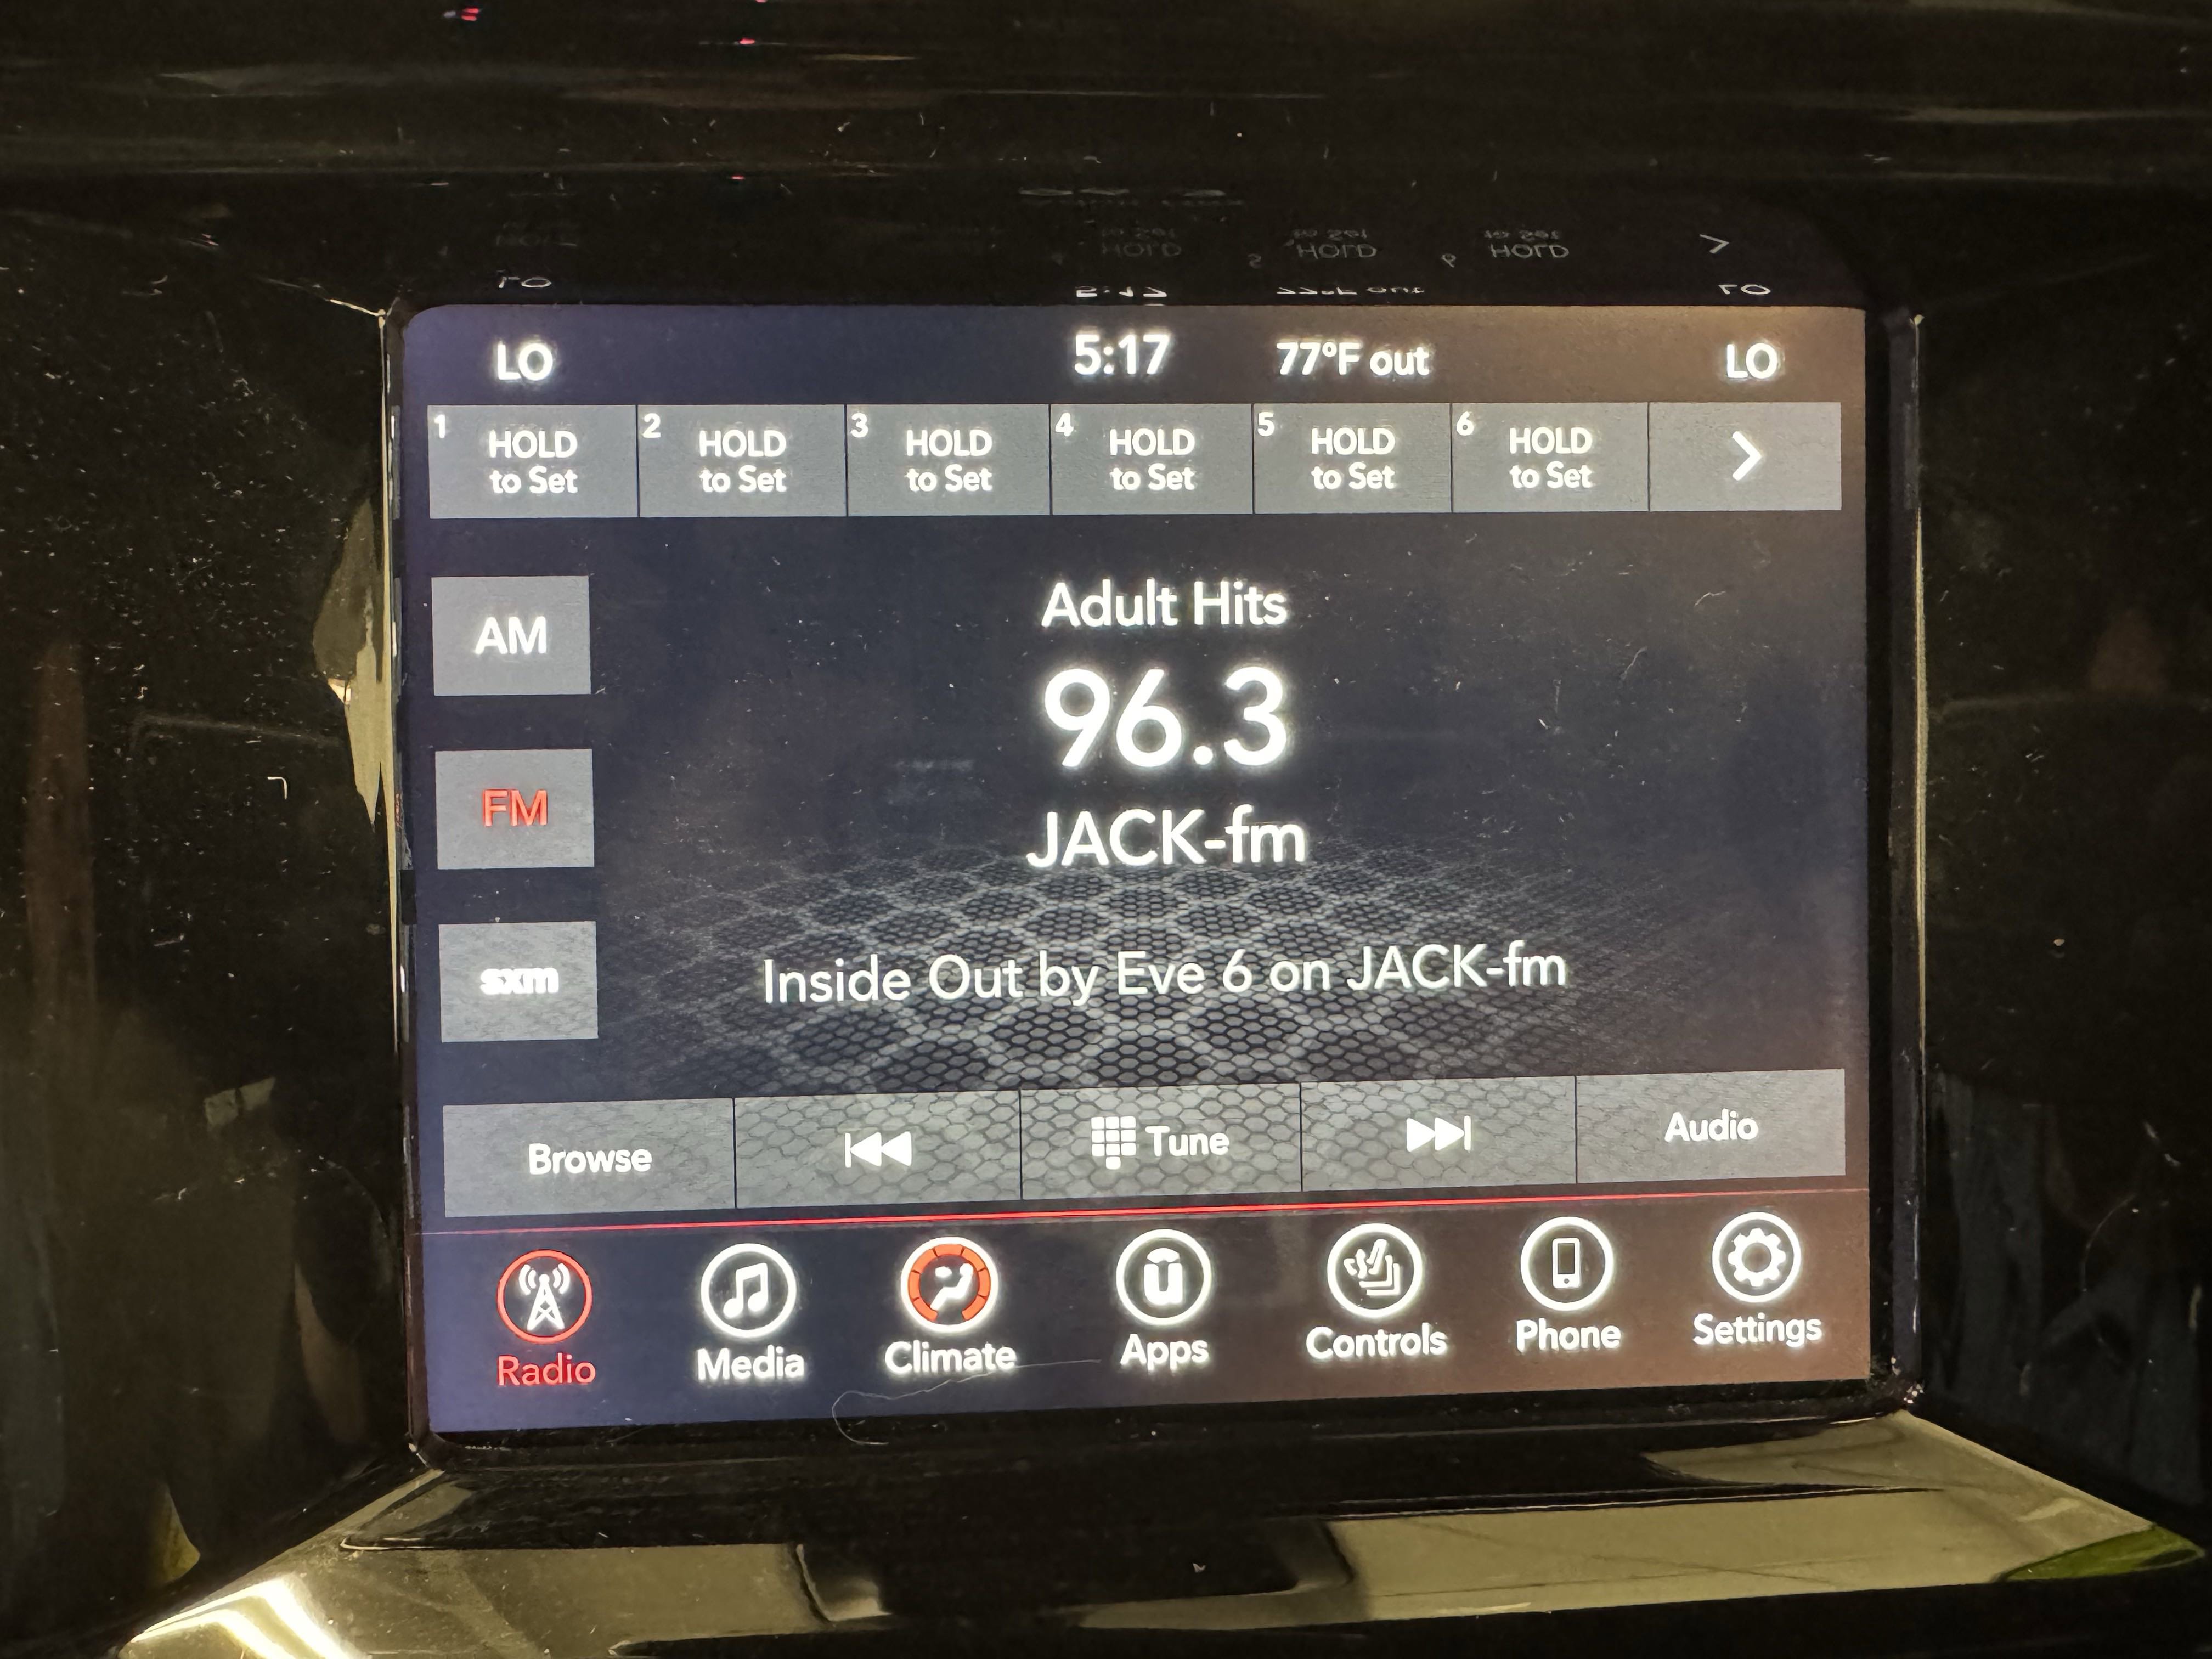 LO 5:17 77°F out LO
1 HOLD to Set
2 HOLD to Set
3 HOLD to Set
4 HOLD to Set
5 HOLD to Set
6 HOLD to Set
AM
FM
sxm
Adult Hits
96.3
JACK-fm
Inside Out by Eve 6 on JACK-fm
Browse Tune Audio
Radio Media Climate Apps Controls Phone Settings